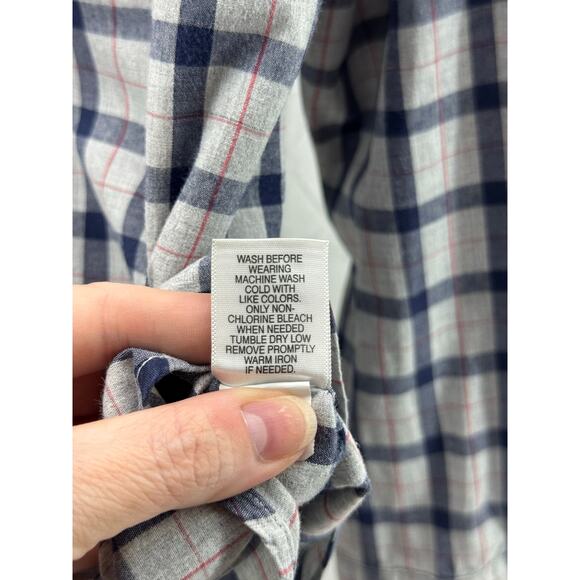 WASH BEFORE
WEARING
MACHINE WASH
COLD WITH
LIKE COLORS.
ONLY NON-
CHLORINE BLEACH
WHEN NEEDED
TUMBLE DRY LOW
REMOVE PROMPTLY
WARM IRON
IF NEEDED.